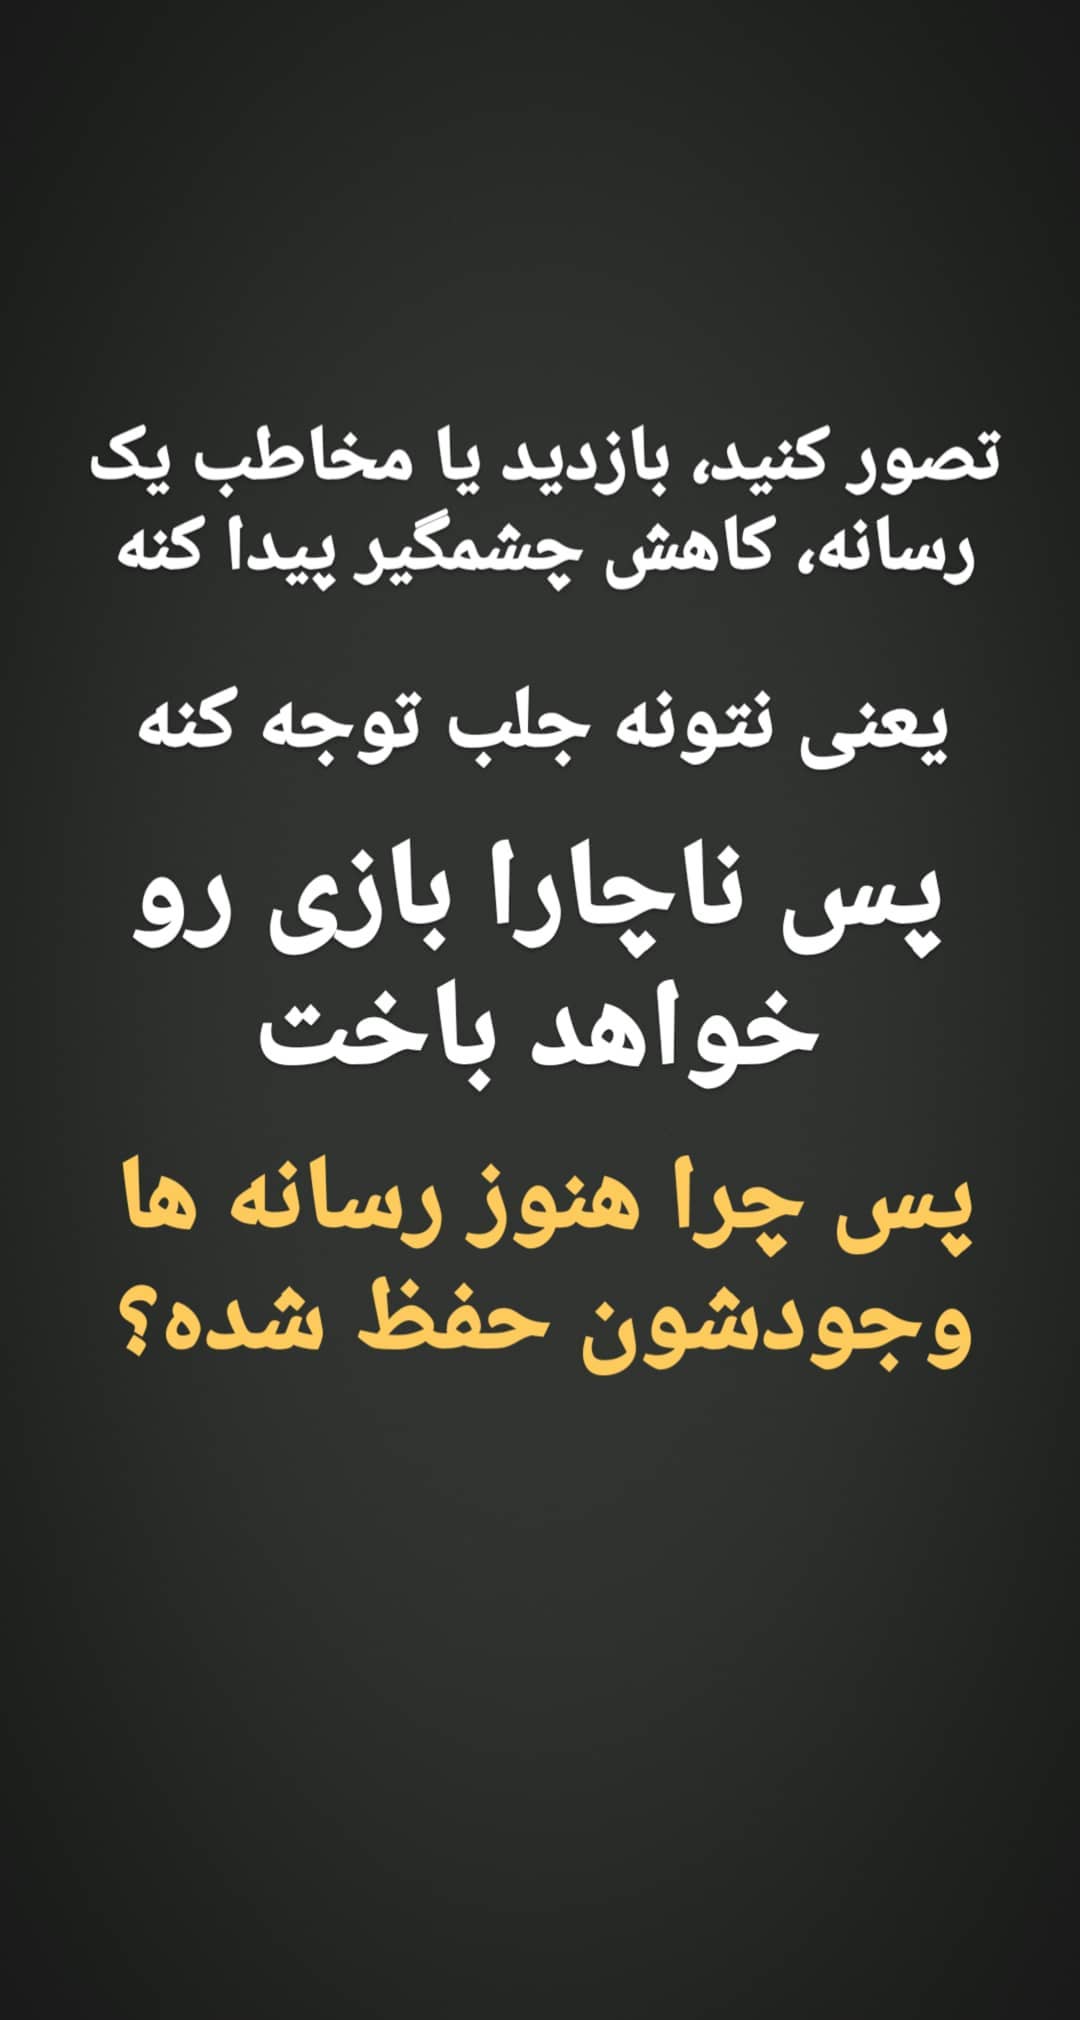 تصور کنید، بازدید یا مخاطب یک
رسانه، کاهش چشمگیر پیدا کنه
یعنی نتونه جلب توجه کنه
پس ناچارا بازی رو
خواهد باخت
پس چرا هنوز رسانه ها
وجودشون حفظ شده؟